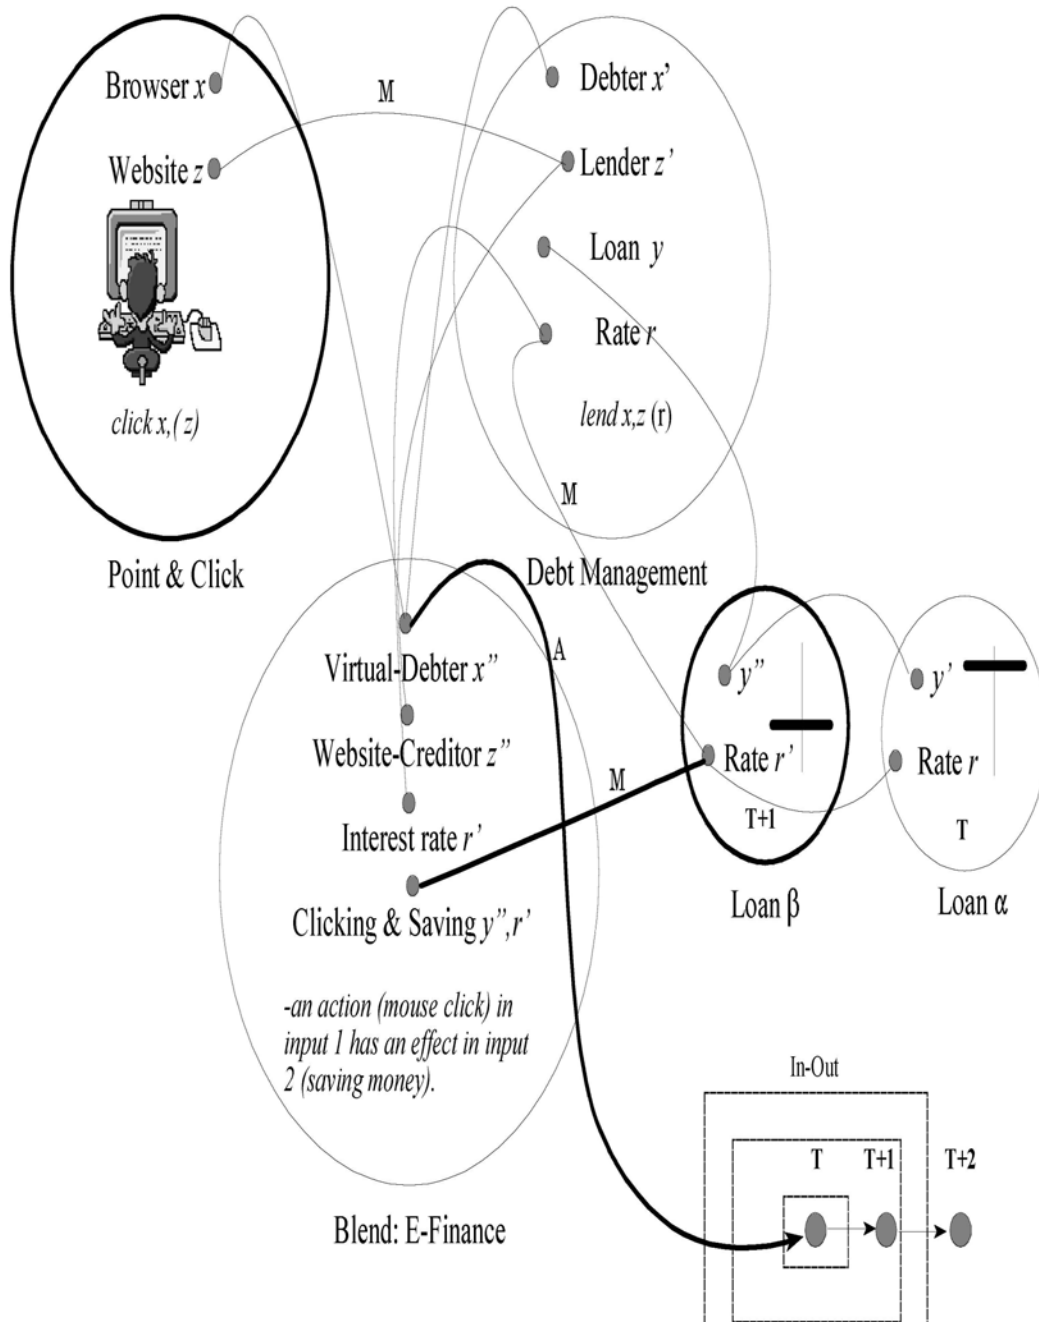 Browser x
Website z
click x,( z)
Point & Click
M
Debter x’
Lender z’
Loan y
Rate r
lend x,z (r)
M
Debt Management
Virtual-Debter x”
Website-Creditor z”
Interest rate r’
Clicking & Saving y”,r’
-an action (mouse click) in
input 1 has an effect in input
2 (saving money).
Blend: E-Finance
A
M
y”
Rate r’
T+1
Loan β
y’
Rate r
T
Loan α
In-Out
T
T+1
T+2